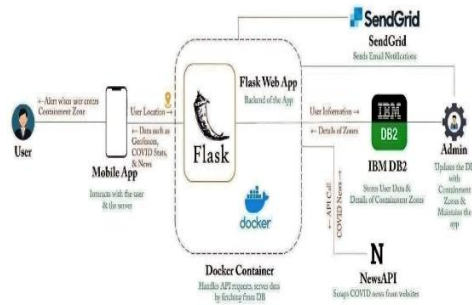 SendGrid
SendGrid
Sends Email Notifications
Flask Web App
Backend of the App
← Alert when user enters
Containment Zone
User
User Location →
← Data such as
Geofences,
COVID Stats,
& News
Mobile App
Interacts with the user
& the server
Flask
docker
Docker Container
Handles API requests, serves data
by fetching from DB
User Information →
← Details of Zones
IBM
DB2
IBM DB2
Stores User Data &
Details of Containment Zones
Admin
Updates the DB
with
Containment
Zones &
Maintains the
app
← API Call
COVID News →
N
NewsAPI
COVID news from websites